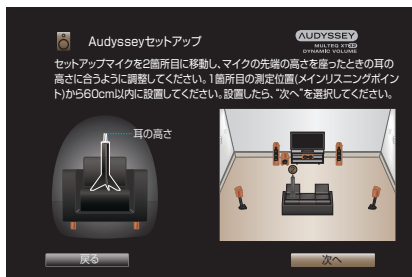 Audysseyセットアップ
AUDYSSEY
MULTEQ XT32
DYNAMIC VOLUME
セットアップマイクを2箇所目に移動し、マイクの先端の高さを座ったときの耳の
高さに合うように調整してください。1箇所目の測定位置(メインリスニングポイン
ト)から60cm以内に設置してください。設置したら、“次へ”を選択してください。
耳の高さ
戻る
次へ